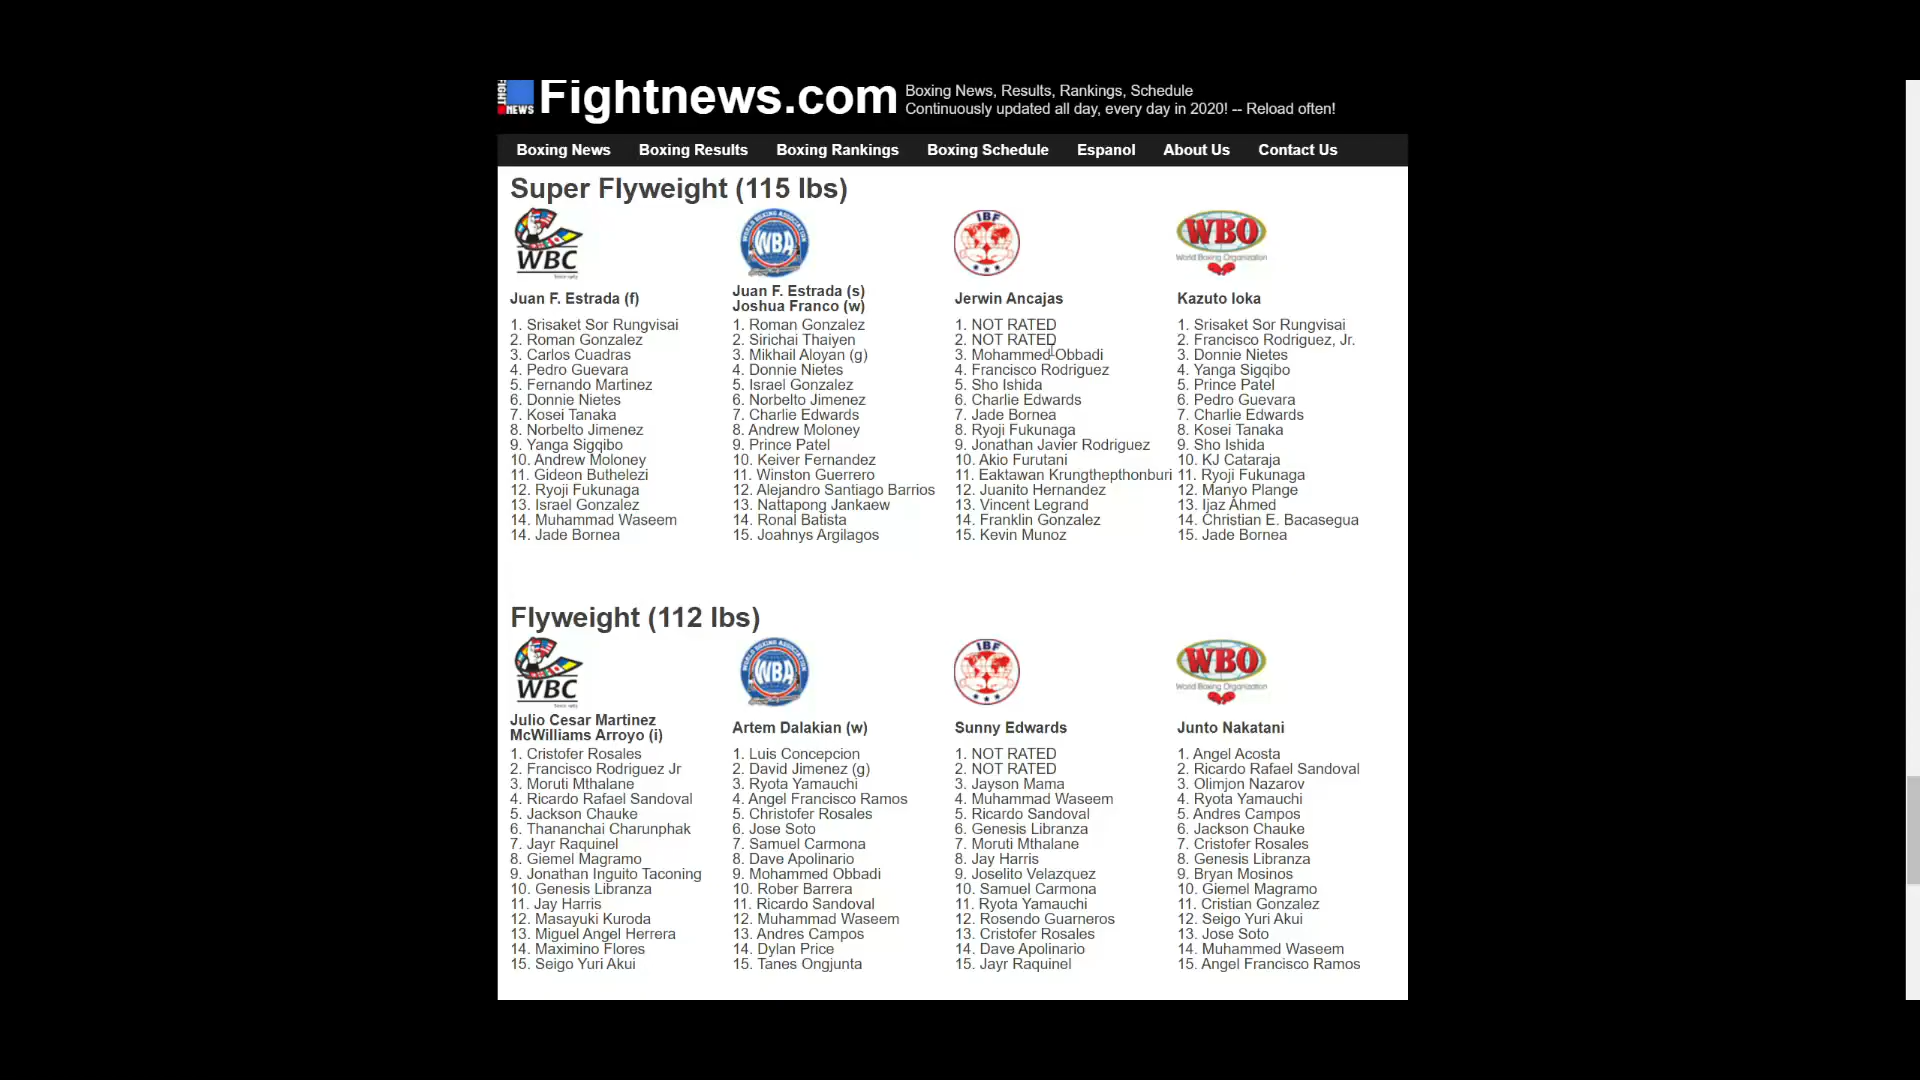 FIGHT NEWS
Fightnews.com
Boxing News, Results, Rankings, Schedule
Continuously updated all day, every day in 2020! -- Reload often!
Boxing News Boxing Results Boxing Rankings Boxing Schedule Espanol About Us Contact Us
Super Flyweight (115 lbs)
WBC
Since 1963
Juan F. Estrada (f)
1. Srisaket Sor Rungvisai
2. Roman Gonzalez
3. Carlos Cuadras
4. Pedro Guevara
5. Fernando Martinez
6. Donnie Nietes
7. Kosei Tanaka
8. Norbelto Jimenez
9. Yanga Sigqibo
10. Andrew Moloney
11. Gideon Buthelezi
12. Ryoji Fukunaga
13. Israel Gonzalez
14. Muhammad Waseem
14. Jade Bornea
WORLD BOXING ASSOCIATION
WBA
Juan F. Estrada (s)
Joshua Franco (w)
1. Roman Gonzalez
2. Sirichai Thaiyen
3. Mikhail Aloyan (g)
4. Donnie Nietes
5. Israel Gonzalez
6. Norbelto Jimenez
7. Charlie Edwards
8. Andrew Moloney
9. Prince Patel
10. Keiver Fernandez
11. Winston Guerrero
12. Alejandro Santiago Barrios
13. Nattapong Jankaew
14. Ronal Batista
15. Joahnys Argilagos
IBF
Jerwin Ancajas
1. NOT RATED
2. NOT RATED
3. Mohammed Obbadi
4. Francisco Rodriguez
5. Sho Ishida
6. Charlie Edwards
7. Jade Bornea
8. Ryoji Fukunaga
9. Jonathan Javier Rodriguez
10. Akio Furutani
11. Eaktawan Krungthepthonburi
12. Juanito Hernandez
13. Vincent Legrand
14. Franklin Gonzalez
15. Kevin Munoz
WBO
World Boxing Organization
Kazuto Ioka
1. Srisaket Sor Rungvisai
2. Francisco Rodriguez, Jr.
3. Donnie Nietes
4. Yanga Sigqibo
5. Prince Patel
6. Pedro Guevara
7. Charlie Edwards
8. Kosei Tanaka
9. Sho Ishida
10. KJ Cataraja
11. Ryoji Fukunaga
12. Manyo Plange
13. Ijaz Ahmed
14. Christian E. Bacasegua
15. Jade Bornea
Flyweight (112 lbs)
WBC
Since 1963
Julio Cesar Martinez
McWilliams Arroyo (i)
1. Cristofer Rosales
2. Francisco Rodriguez Jr
3. Moruti Mthalane
4. Ricardo Rafael Sandoval
5. Jackson Chauke
6. Thananchai Charunphak
7. Jayr Raquinel
8. Giemel Magramo
9. Jonathan Inguito Taconing
10. Genesis Libranza
11. Jay Harris
12. Masayuki Kuroda
13. Miguel Angel Herrera
14. Maximino Flores
15. Seigo Yuri Akui
WORLD BOXING ASSOCIATION
WBA
Artem Dalakian (w)
1. Luis Concepcion
2. David Jimenez (g)
3. Ryota Yamauchi
4. Angel Francisco Ramos
5. Christofer Rosales
6. Jose Soto
7. Samuel Carmona
8. Dave Apolinario
9. Mohammed Obbadi
10. Rober Barrera
11. Ricardo Sandoval
12. Muhammad Waseem
13. Andres Campos
14. Dylan Price
15. Tanes Ongjunta
IBF
Sunny Edwards
1. NOT RATED
2. NOT RATED
3. Jayson Mama
4. Muhammad Waseem
5. Ricardo Sandoval
6. Genesis Libranza
7. Moruti Mthalane
8. Jay Harris
9. Joselito Velazquez
10. Samuel Carmona
11. Ryota Yamauchi
12. Rosendo Guarneros
13. Cristofer Rosales
14. Dave Apolinario
15. Jayr Raquinel
WBO
World Boxing Organization
Junto Nakatani
1. Angel Acosta
2. Ricardo Rafael Sandoval
3. Olimjon Nazarov
4. Ryota Yamauchi
5. Andres Campos
6. Jackson Chauke
7. Cristofer Rosales
8. Genesis Libranza
9. Bryan Mosinos
10. Giemel Magramo
11. Cristian Gonzalez
12. Seigo Yuri Akui
13. Jose Soto
14. Muhammed Waseem
15. Angel Francisco Ramos